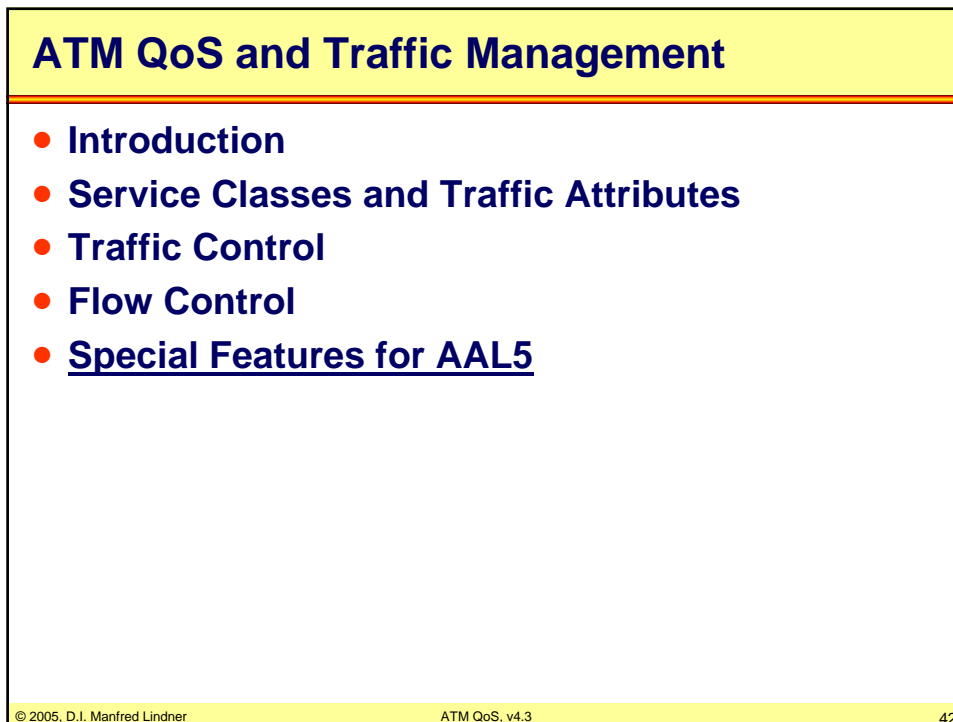 ATM QoS and Traffic Management
• Introduction
• Service Classes and Traffic Attributes
• Traffic Control
• Flow Control
• Special Features for AAL5
© 2005, D.I. Manfred Lindner
ATM QoS, v4.3
42